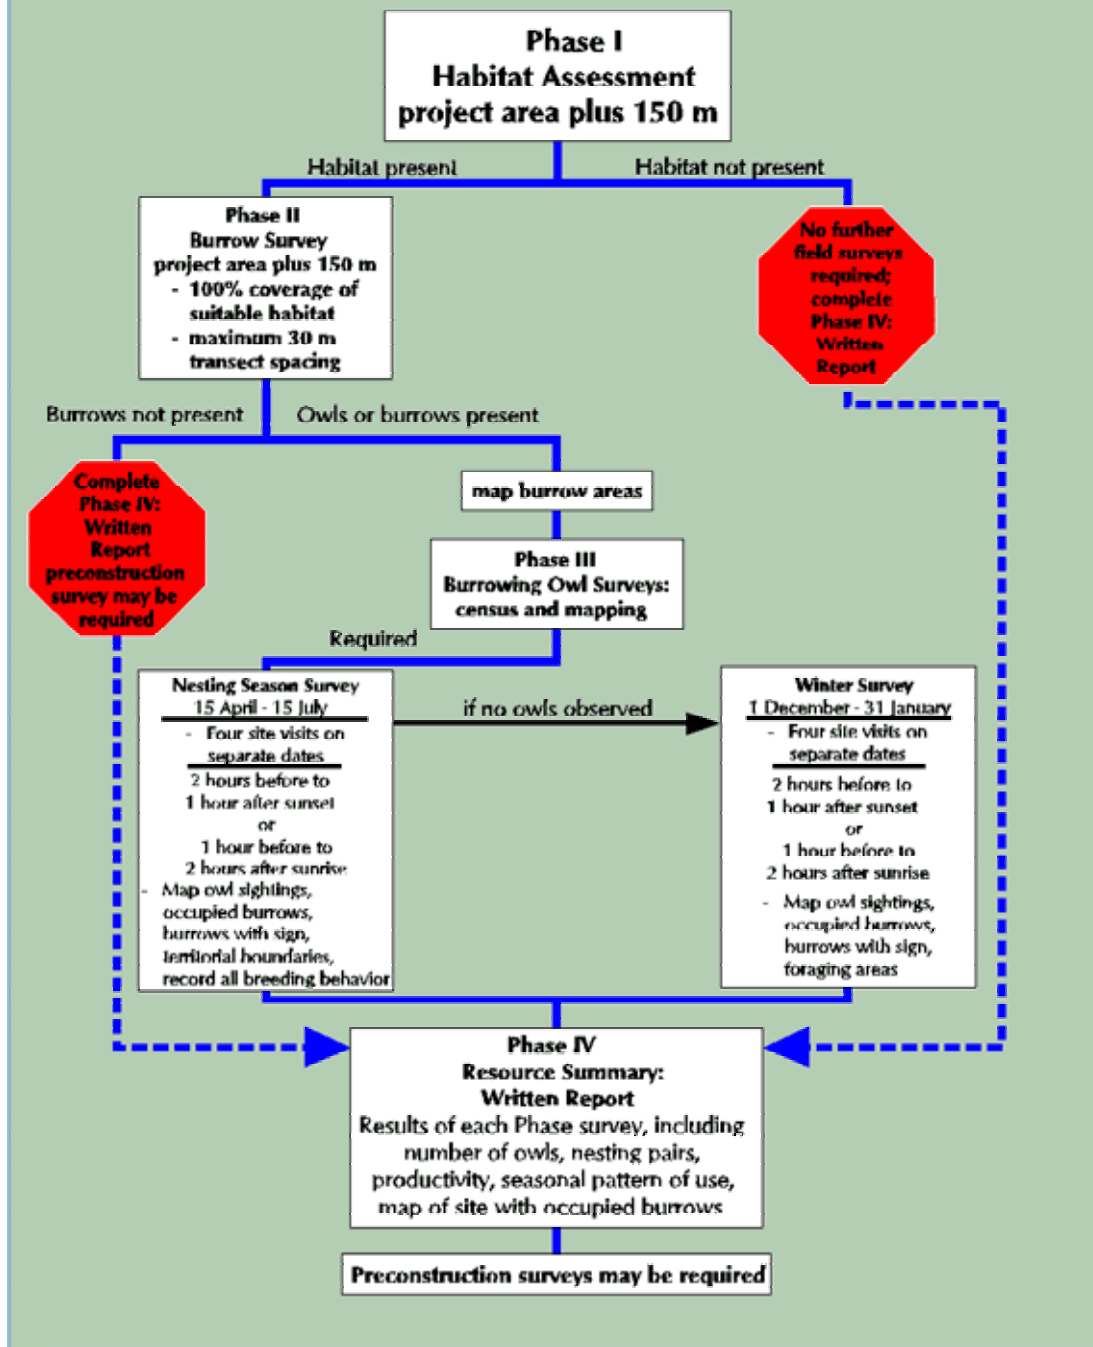 Phase I
Habitat Assessment
project area plus 150 m
Habitat present
Habitat not present
Phase II
Burrow Survey
project area plus 150 m
- 100% coverage of
suitable habitat
- maximum 30 m
transect spacing
No further
field surveys
required;
complete
Phase IV:
Written
Report
Burrows not present
Owls or burrows present
Complete
Phase IV:
Written
Report
preconstruction
survey may be
required
map burrow areas
Phase III
Burrowing Owl Surveys:
census and mapping
Required
Nesting Season Survey
15 April - 15 July
- Four site visits on
separate dates
2 hours before to
1 hour after sunset
or
1 hour before to
2 hours after sunrise
- Map owl sightings,
occupied burrows,
burrows with sign,
territorial boundaries,
record all breeding behavior
if no owls observed
Winter Survey
1 December - 31 January
- Four site visits on
separate dates
2 hours before to
1 hour after sunset
or
1 hour before to
2 hours after sunrise
- Map owl sightings,
occupied burrows,
burrows with sign,
foraging areas
Phase IV
Resource Summary:
Written Report
Results of each Phase survey, including
number of owls, nesting pairs,
productivity, seasonal pattern of use,
map of site with occupied burrows
Preconstruction surveys may be required